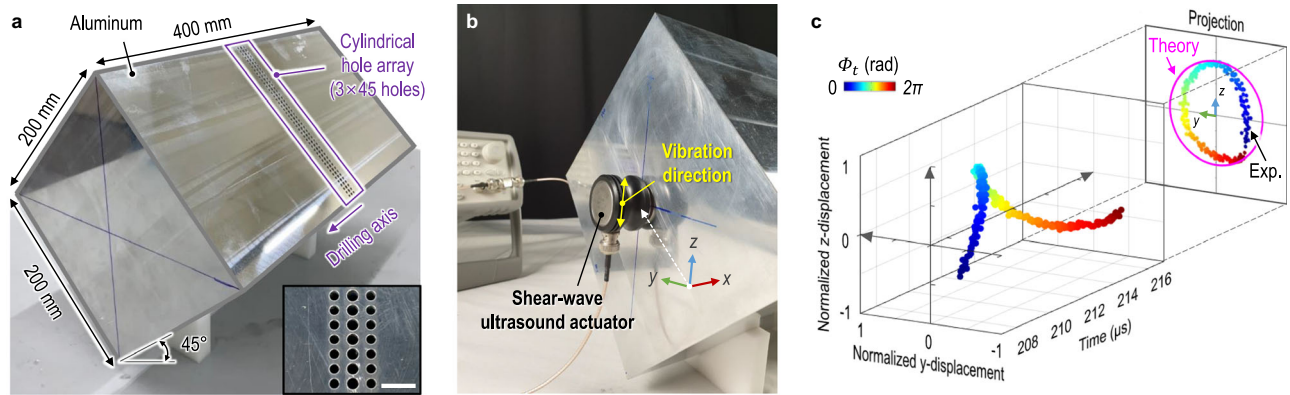 a
Aluminum
400 mm
Cylindrical
hole array
(3×45 holes)
200 mm
Drilling axis
200 mm
45°
b
Vibration
direction
z
y
x
Shear-wave
ultrasound actuator
c
Projection
Theory
Φt (rad)
0
2π
z
y
Exp.
Normalized z-displacement
1
0
-1
1
0
-1
Normalized y-displacement
208
210
212
214
216
Time (μs)